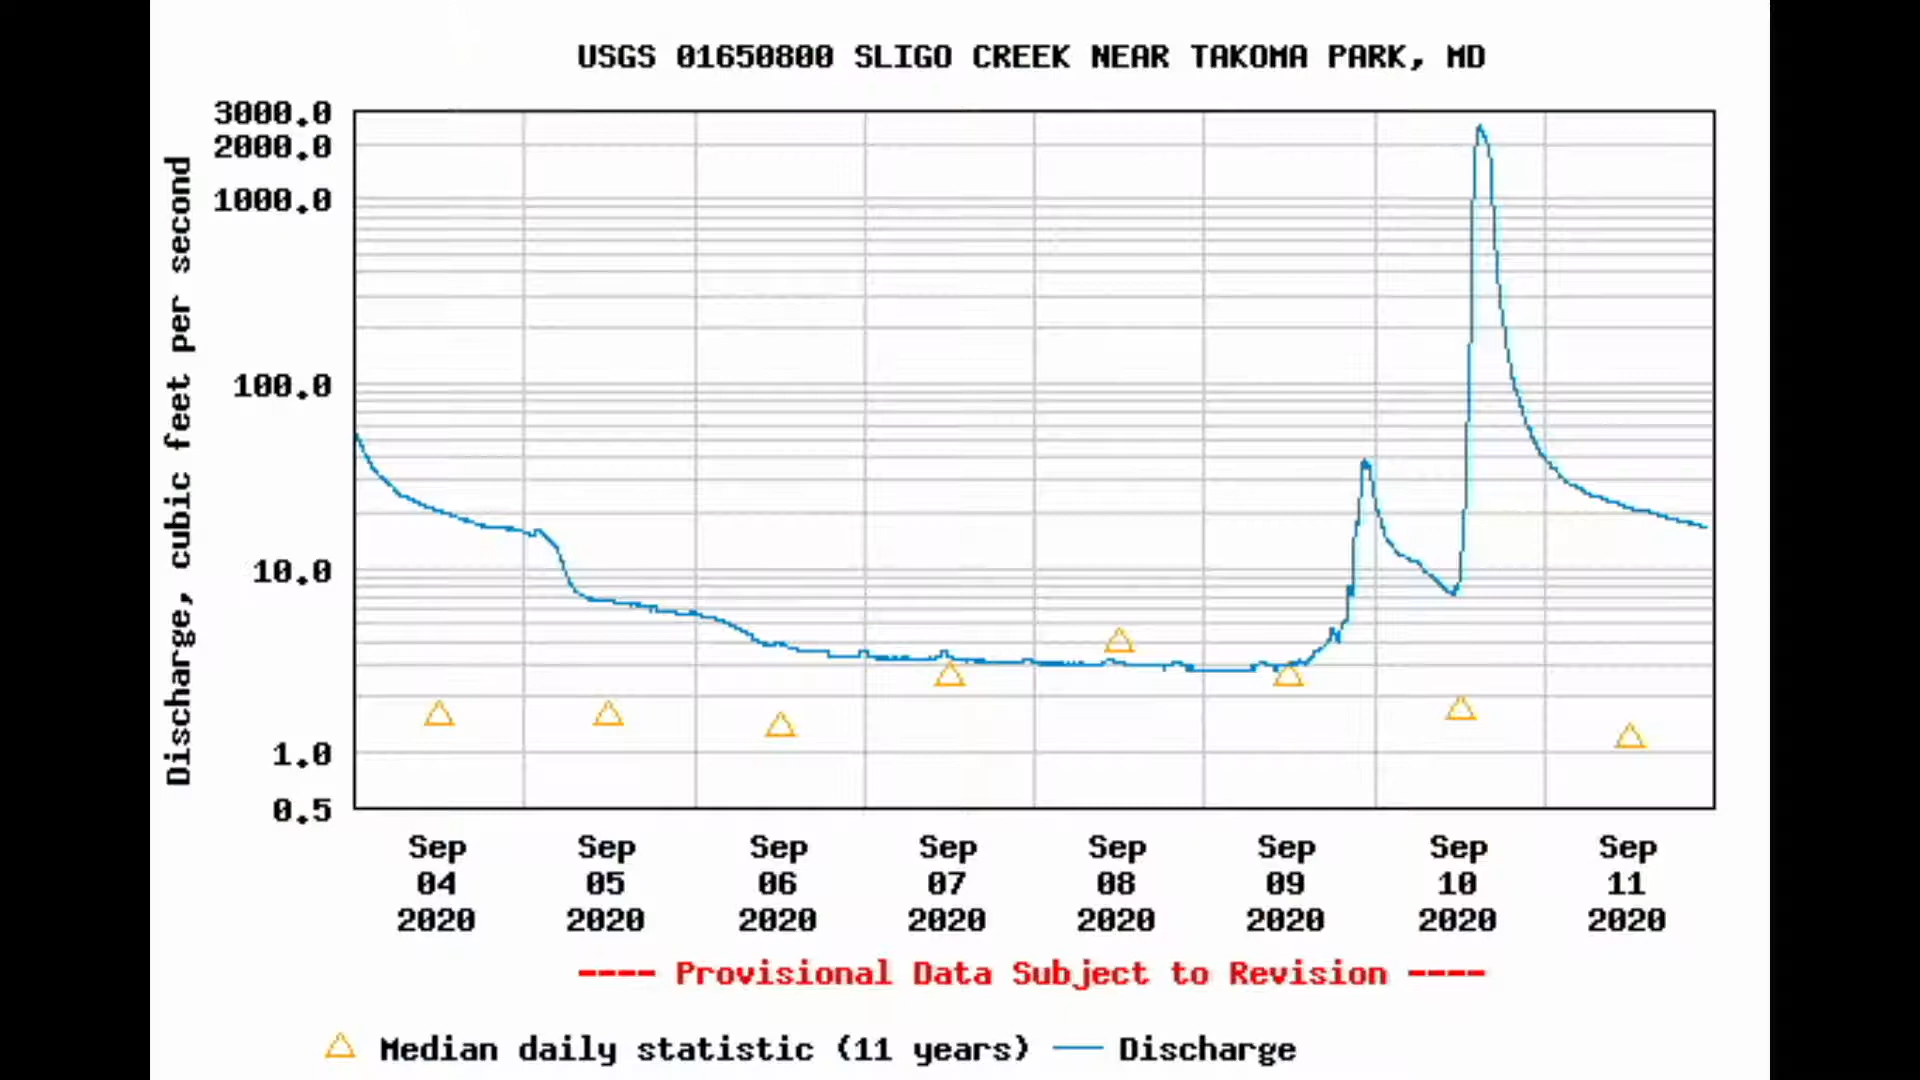 USGS 01650800 SLIGO CREEK NEAR TAKOMA PARK, MD
Discharge, cubic feet per second
3000.0
2000.0
1000.0
100.0
10.0
1.0
0.5
Sep Sep Sep Sep Sep Sep Sep Sep
04 05 06 07 08 09 10 11
2020 2020 2020 2020 2020 2020 2020 2020
---- Provisional Data Subject to Revision ----
Median daily statistic (11 years) Discharge